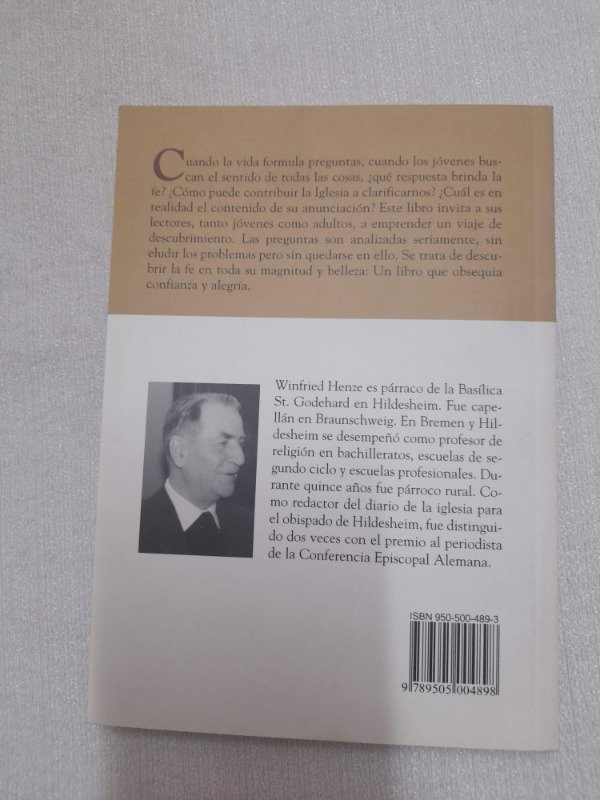 Cuando la vida formula preguntas, cuando los jóvenes bus-
can el sentido de todas las cosas, ¿qué respuesta brinda la
fe? ¿Cómo puede contribuir la Iglesia a clarificarnos? ¿Cuál es en
realidad el contenido de su anunciación? Este libro invita a sus
lectores, tanto jóvenes como adultos, a emprender un viaje de
descubrimiento. Las preguntas son analizadas seriamente, sin
eludir los problemas pero sin quedarse en ello. Se trata de descu-
brir la fe en toda su magnitud y belleza: Un libro que obsequia
confianza y alegría.
Winfried Henze es párraco de la Basílica
St. Godehard en Hildesheim. Fue cape-
llán en Braunschweig. En Bremen y Hil-
desheim se desempeñó como profesor de
religión en bachilleratos, escuelas de se-
gundo ciclo y escuelas profesionales. Du-
rante quince años fue párroco rural. Co-
mo redactor del diario de la iglesia para
el obispado de Hildesheim, fue distingui-
do dos veces con el premio al periodista
de la Conferencia Episcopal Alemana.
ISBN 950-500-489-3
9 789505 004898